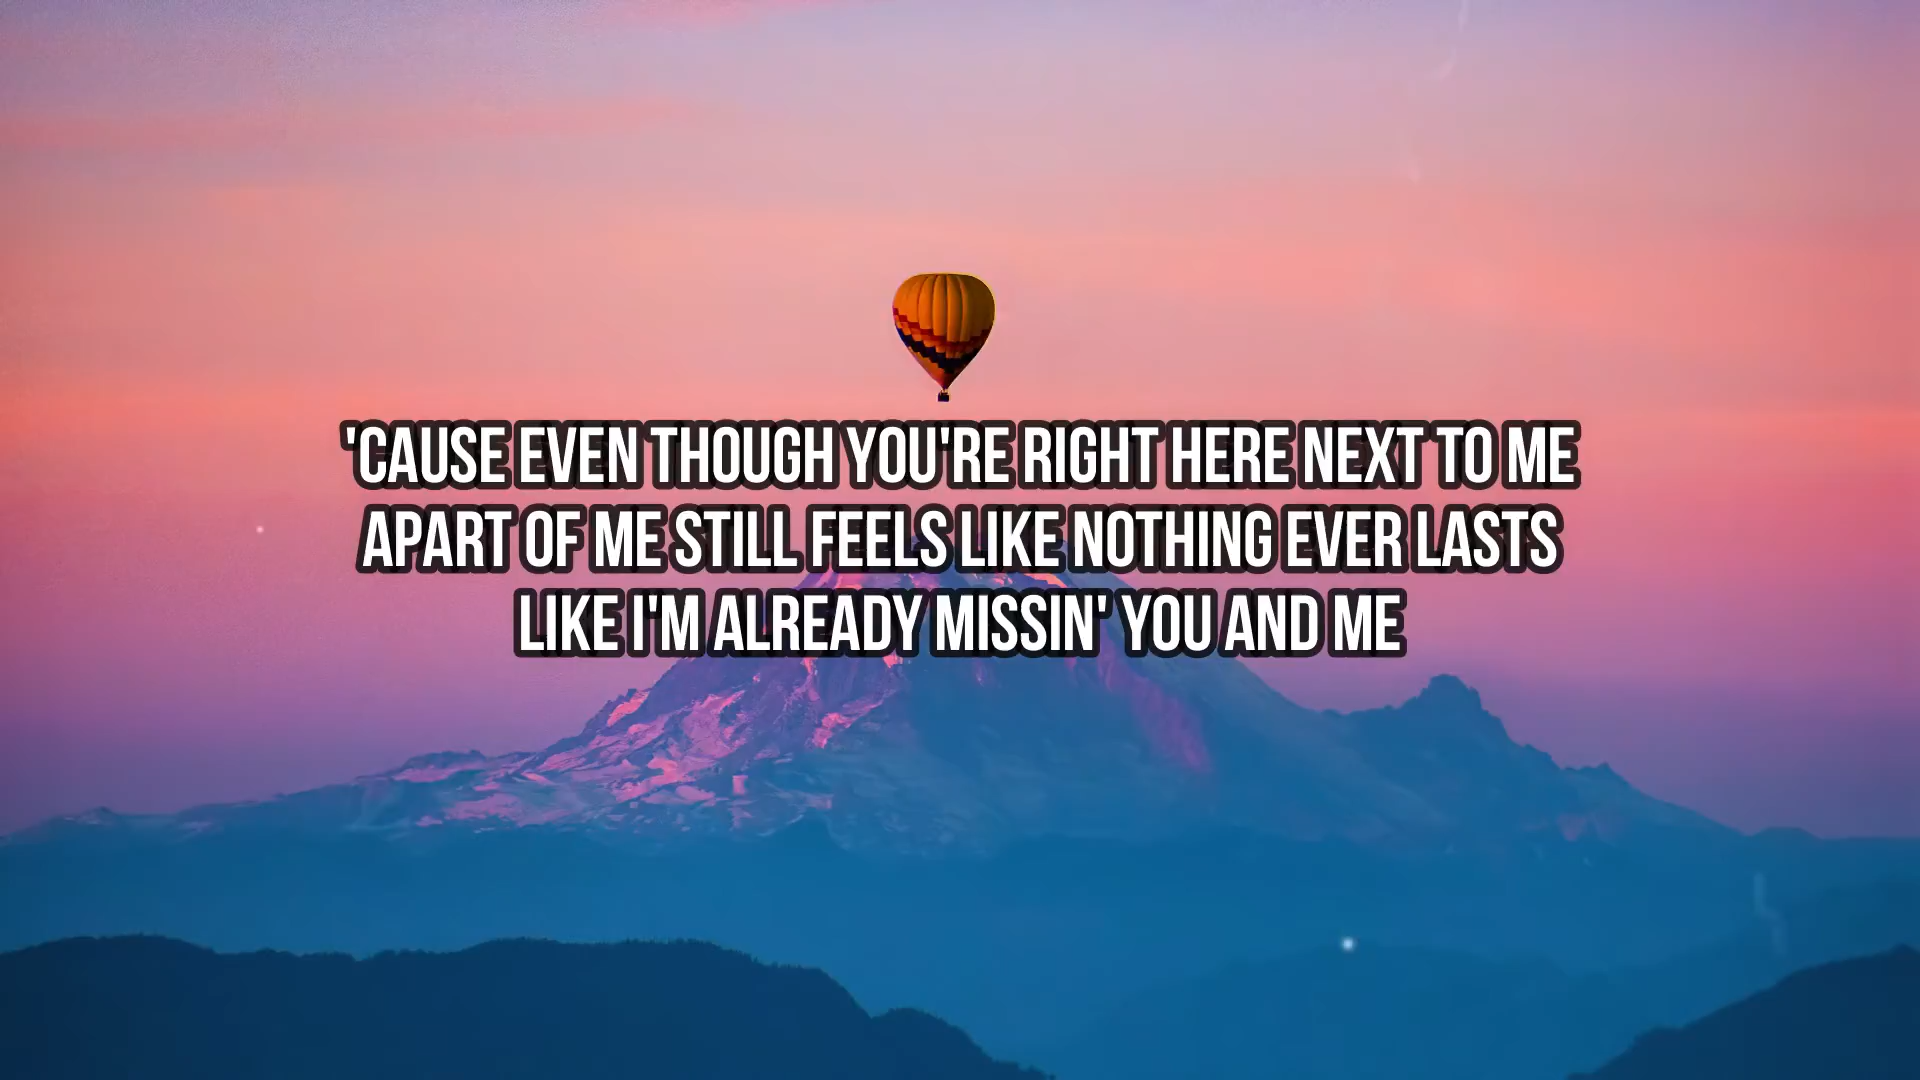 'CAUSE EVEN THOUGH YOU'RE RIGHT HERE NEXT TO ME
APART OF ME STILL FEELS LIKE NOTHING EVER LASTS
LIKE I'M ALREADY MISSIN' YOU AND ME